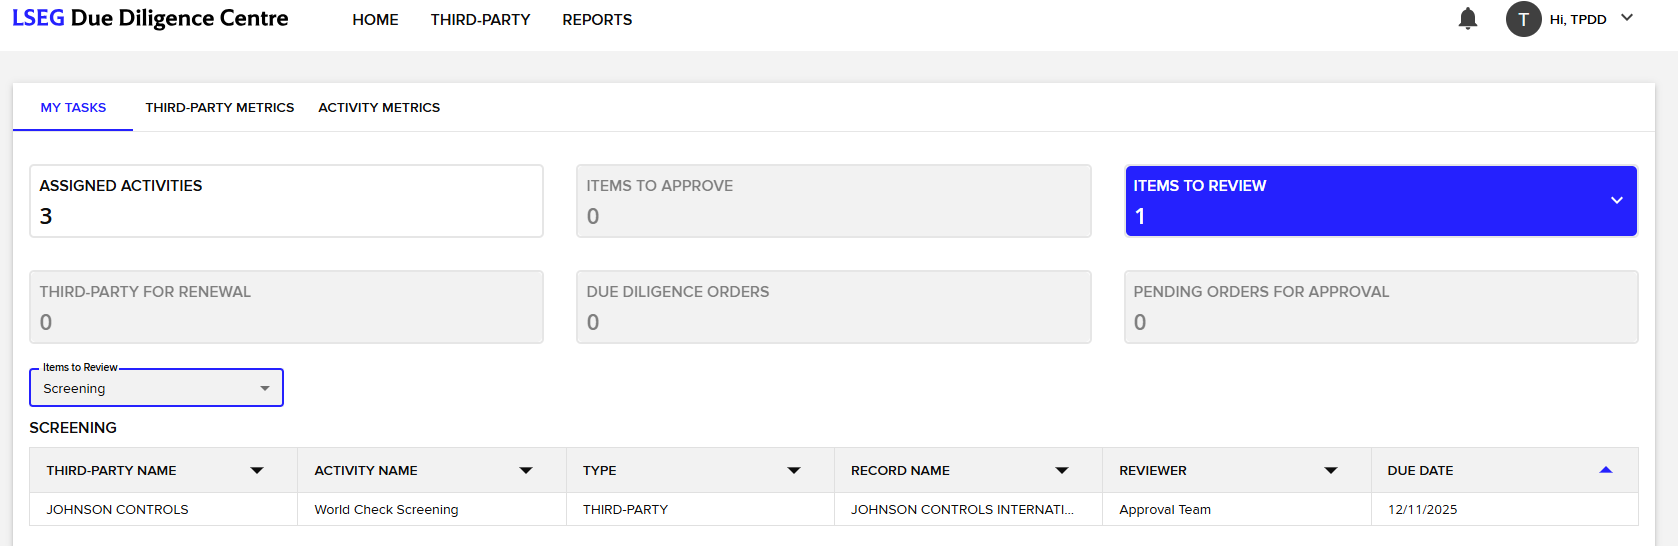 LSEG Due Diligence Centre HOME THIRD-PARTY REPORTS T Hi, TPDD
MY TASKS THIRD-PARTY METRICS ACTIVITY METRICS
ASSIGNED ACTIVITIES
3
ITEMS TO APPROVE
0
ITEMS TO REVIEW
1
THIRD-PARTY FOR RENEWAL
0
DUE DILIGENCE ORDERS
0
PENDING ORDERS FOR APPROVAL
0
Items to Review
Screening
SCREENING
THIRD-PARTY NAME ACTIVITY NAME TYPE RECORD NAME REVIEWER DUE DATE
JOHNSON CONTROLS World Check Screening THIRD-PARTY JOHNSON CONTROLS INTERNATI... Approval Team 12/11/2025